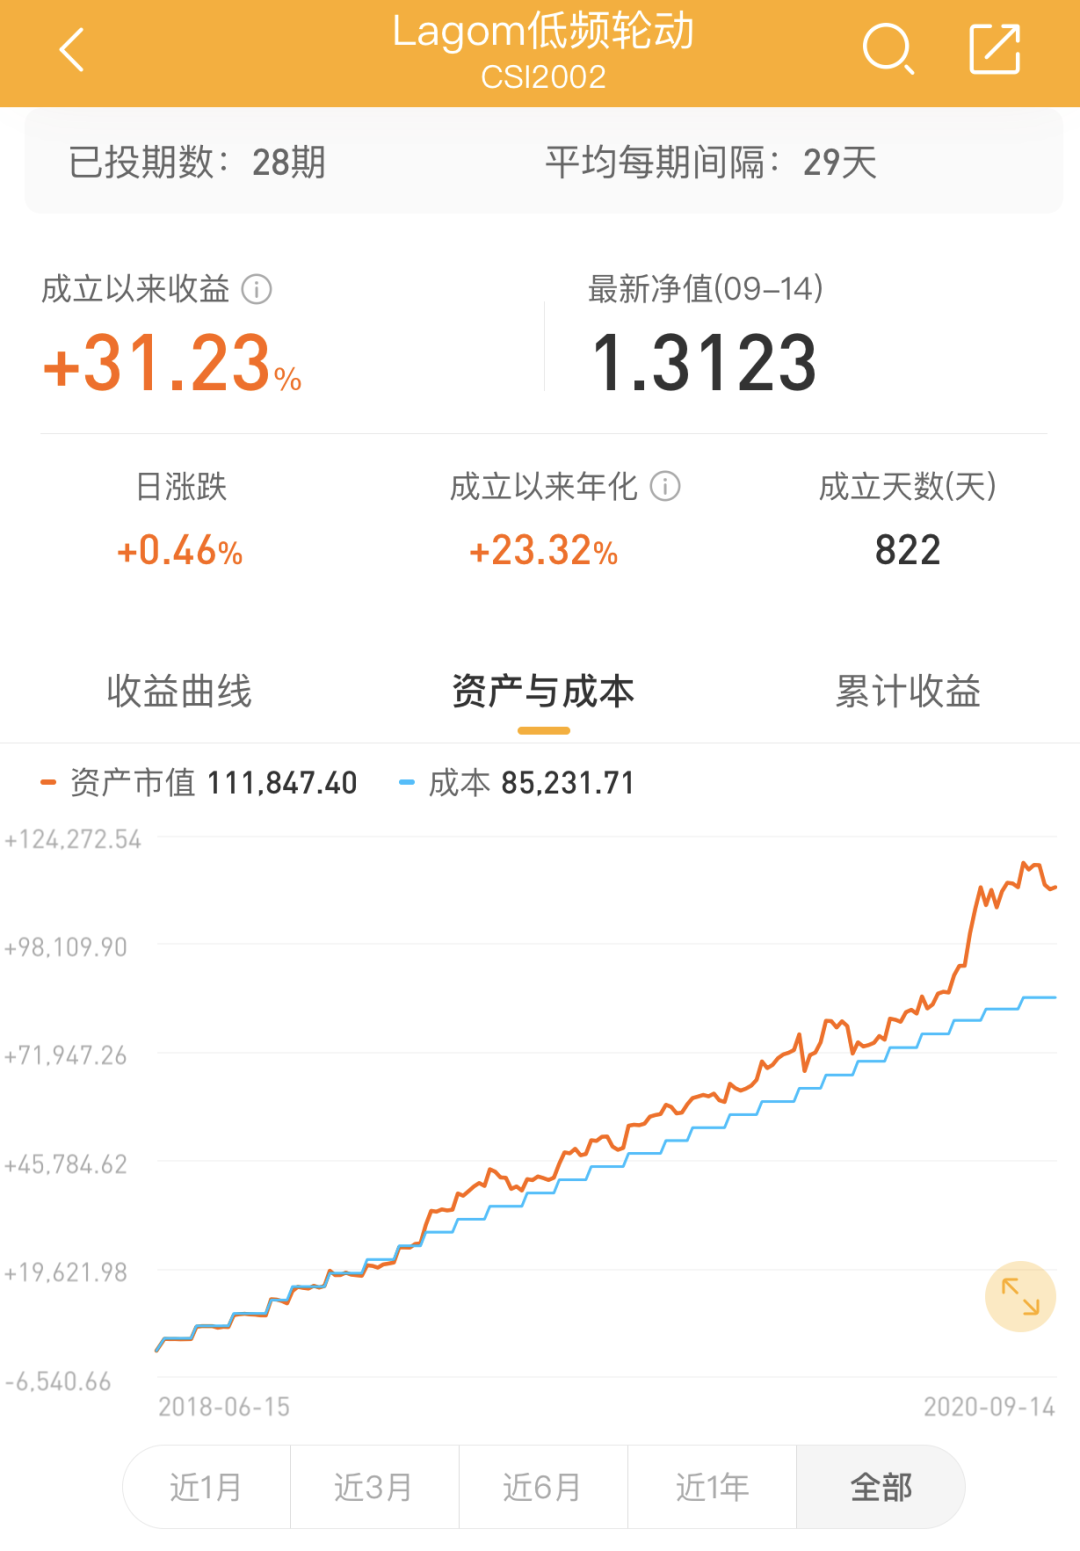 Lagom低频轮动
CSI2002
已投期数：28期 平均每期间隔：29天
成立以来收益 最新净值(09-14)
+31.23% 1.3123
日涨跌 成立以来年化 成立天数(天)
+0.46% +23.32% 822
收益曲线 资产与成本 累计收益
资产市值 111,847.40 成本 85,231.71
+124,272.54
+98,109.90
+71,947.26
+45,784.62
+19,621.98
-6,540.66
2018-06-15 2020-09-14
近1月 近3月 近6月 近1年 全部